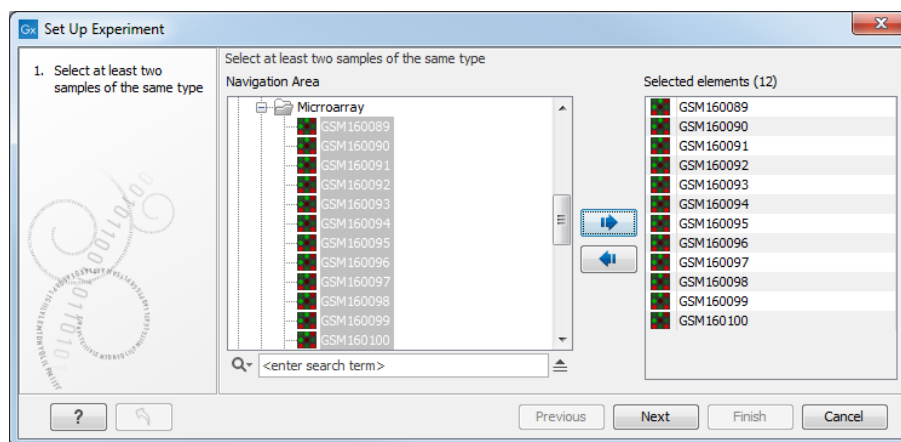 Gx Set Up Experiment
1. Select at least two
samples of the same type
Select at least two samples of the same type
Navigation Area
Microarray
GSM160089
GSM160090
GSM160091
GSM160092
GSM160093
GSM160094
GSM160095
GSM160096
GSM160097
GSM160098
GSM160099
GSM160100
<enter search term>
Selected elements (12)
GSM160089
GSM160090
GSM160091
GSM160092
GSM160093
GSM160094
GSM160095
GSM160096
GSM160097
GSM160098
GSM160099
GSM160100
?
Previous
Next
Finish
Cancel